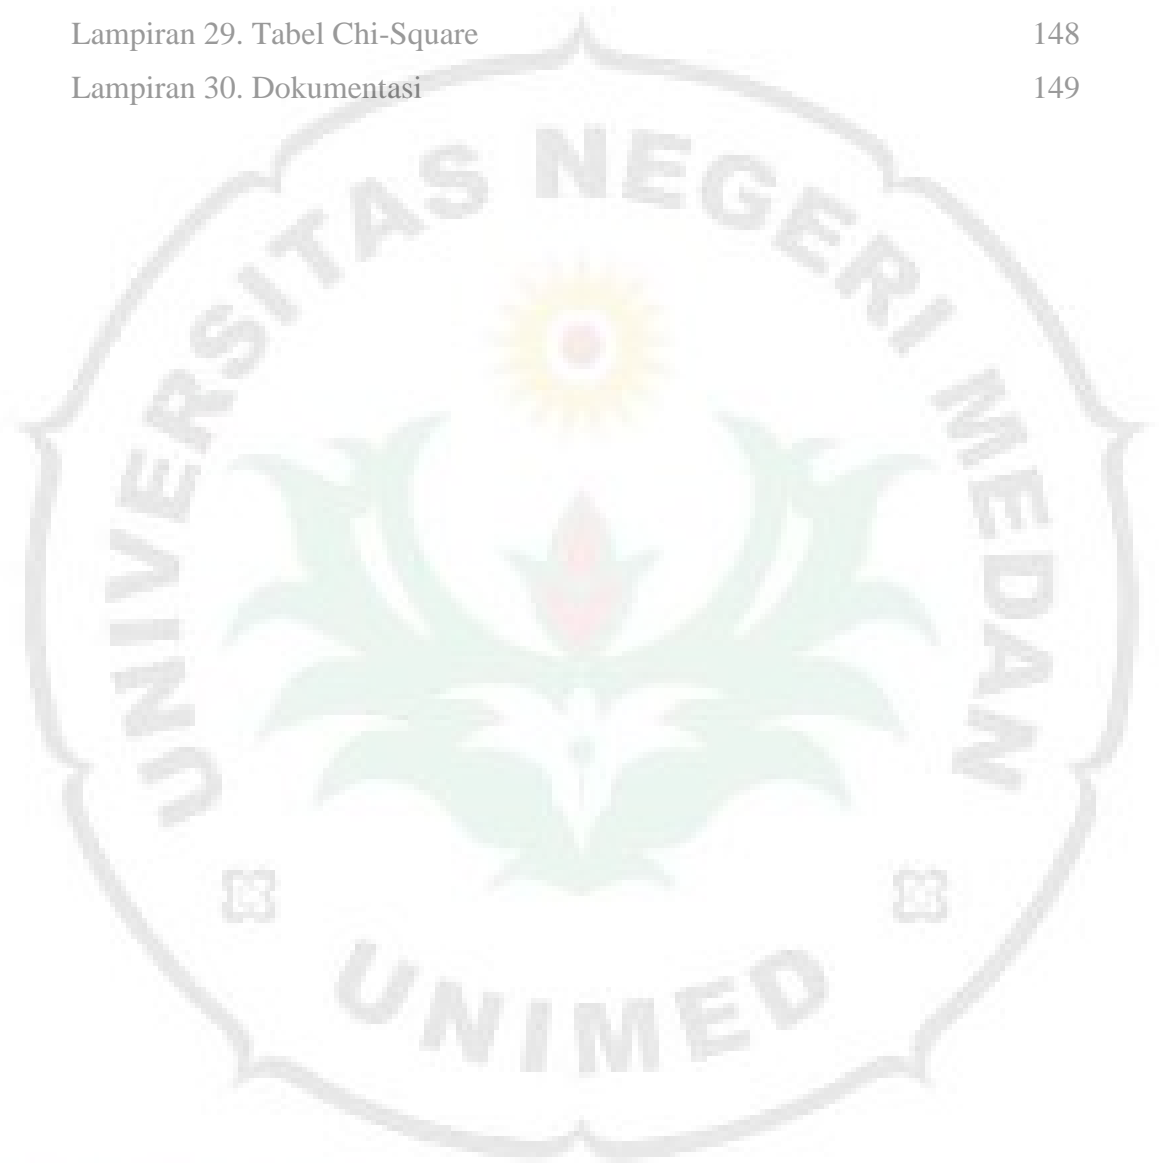 Lampiran 29. Tabel Chi-Square 148
Lampiran 30. Dokumentasi 149
UNIVERSITAS NEGERI MEDAN
UNIMED